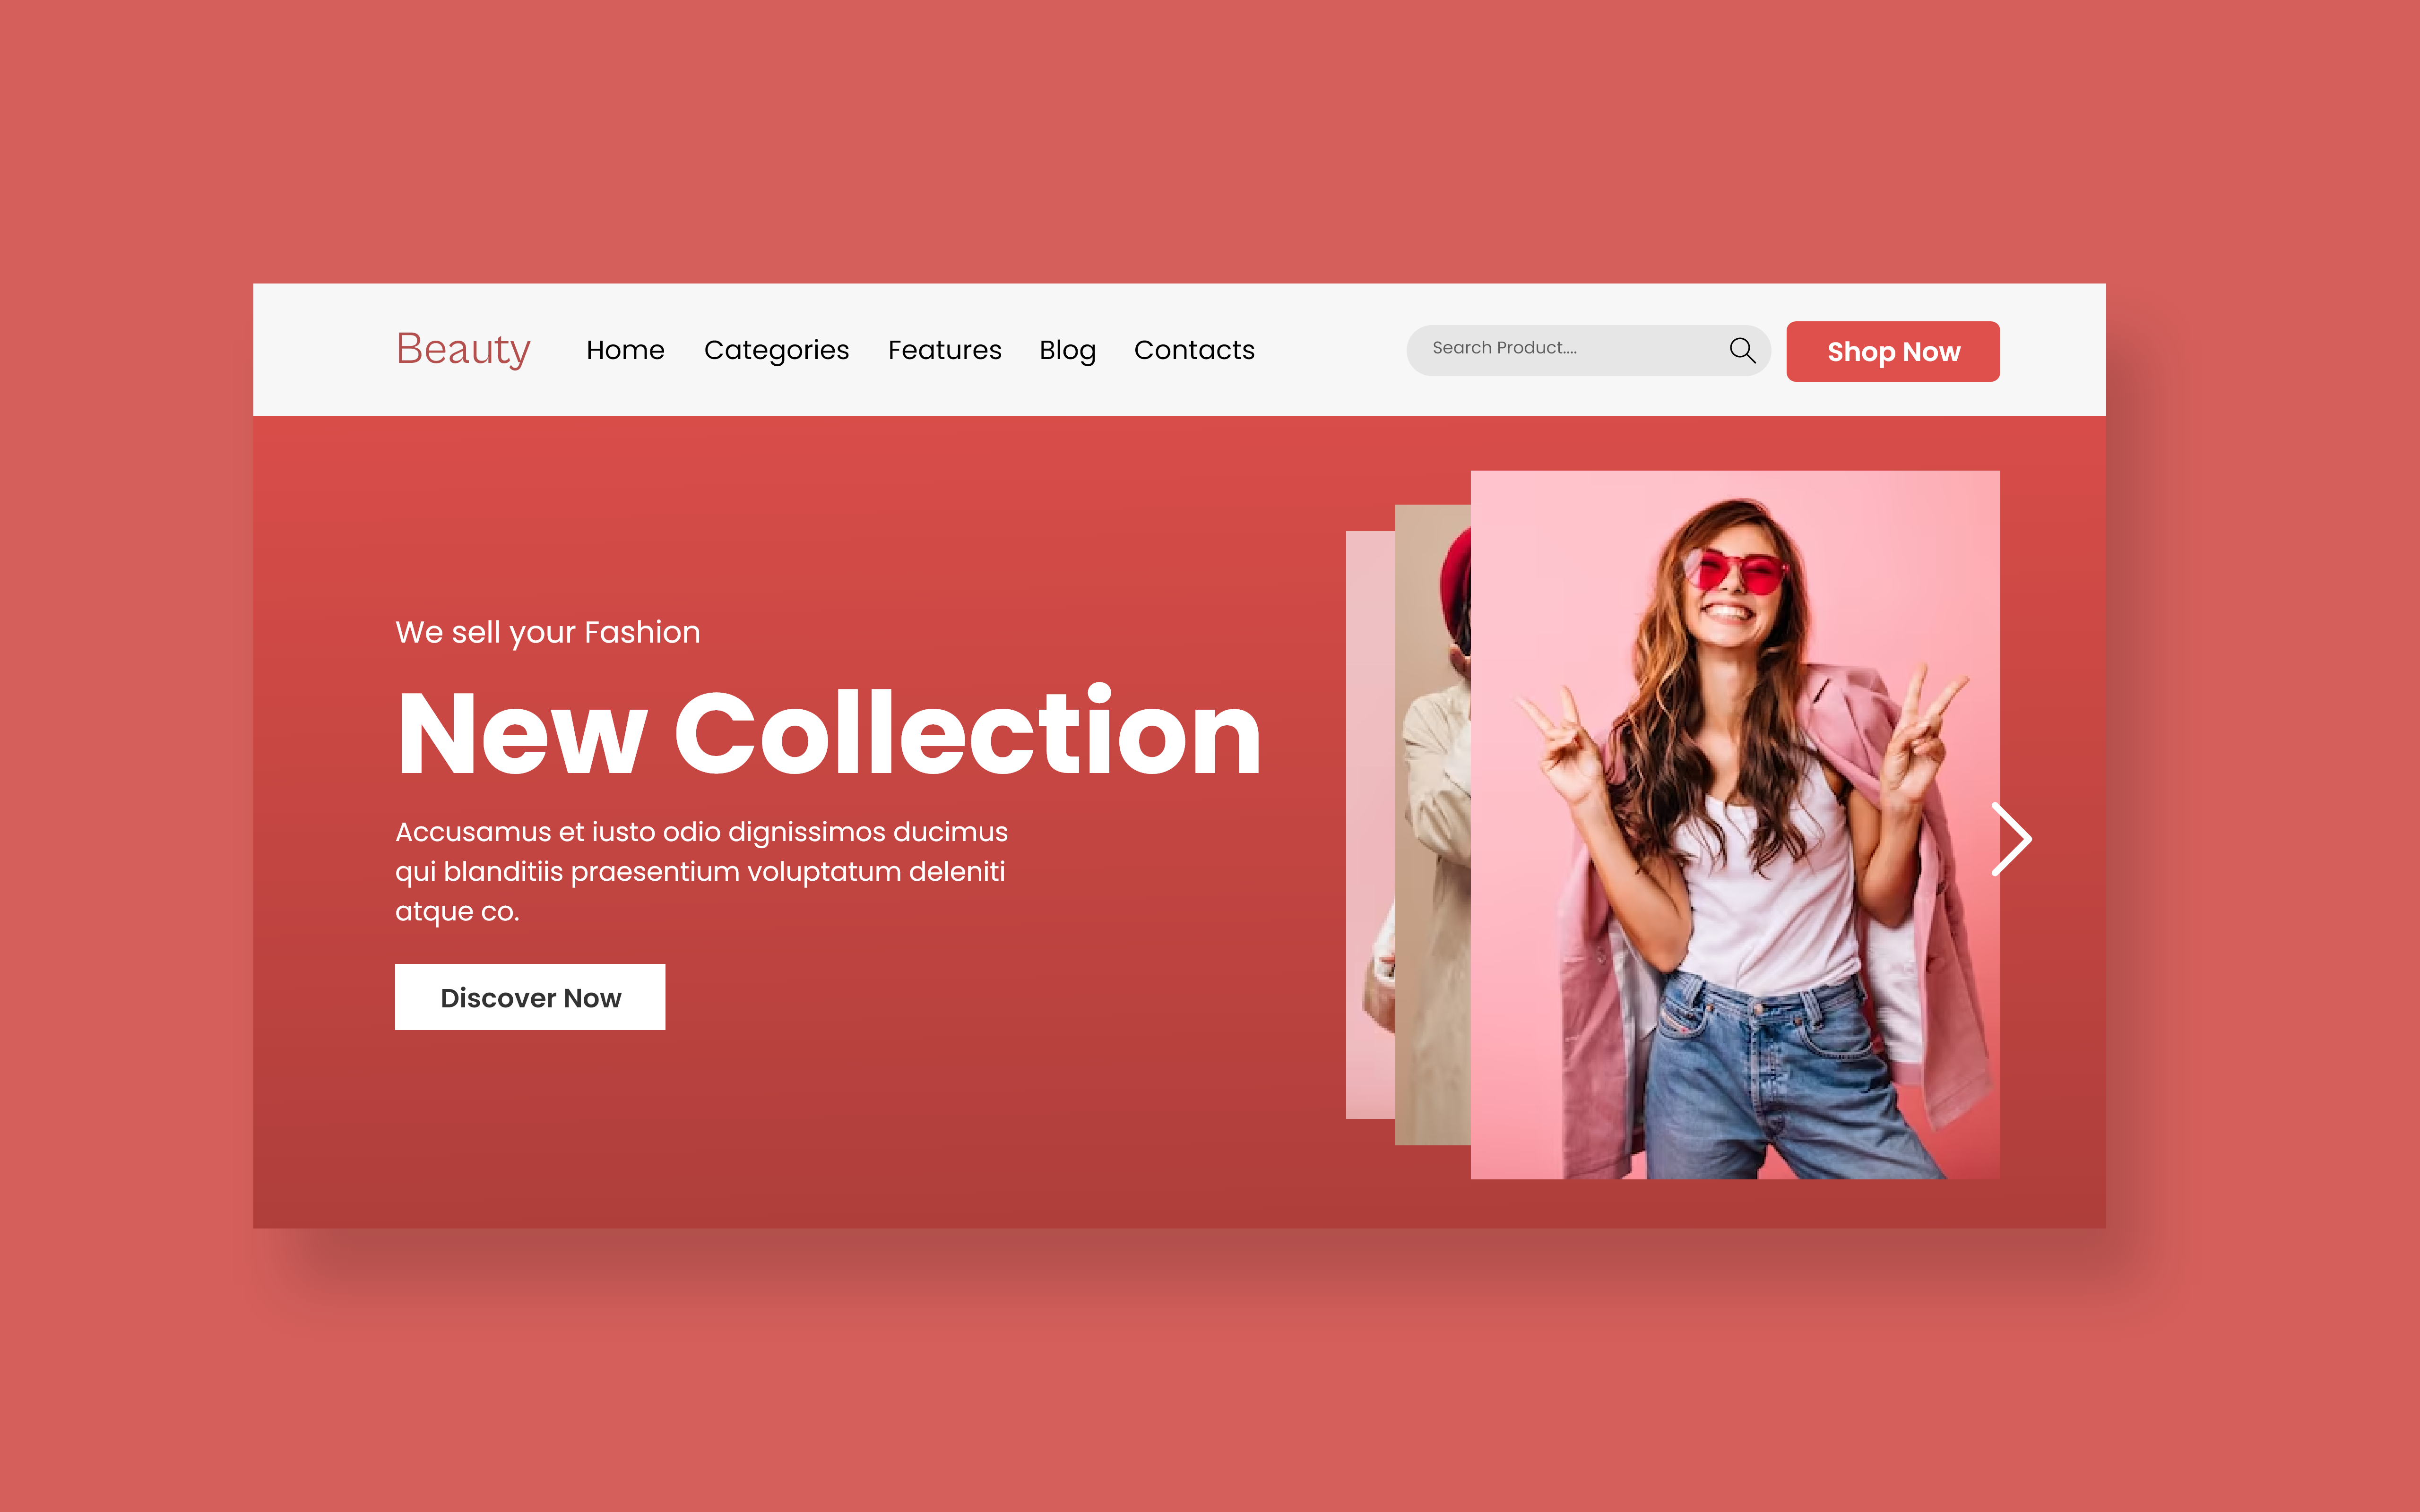 Beauty
Home
Categories
Features
Blog
Contacts
Search Product....
Shop Now
We sell your Fashion
New Collection
Accusamus et iusto odio dignissimos ducimus
qui blanditiis praesentium voluptatum deleniti
atque co.
Discover Now